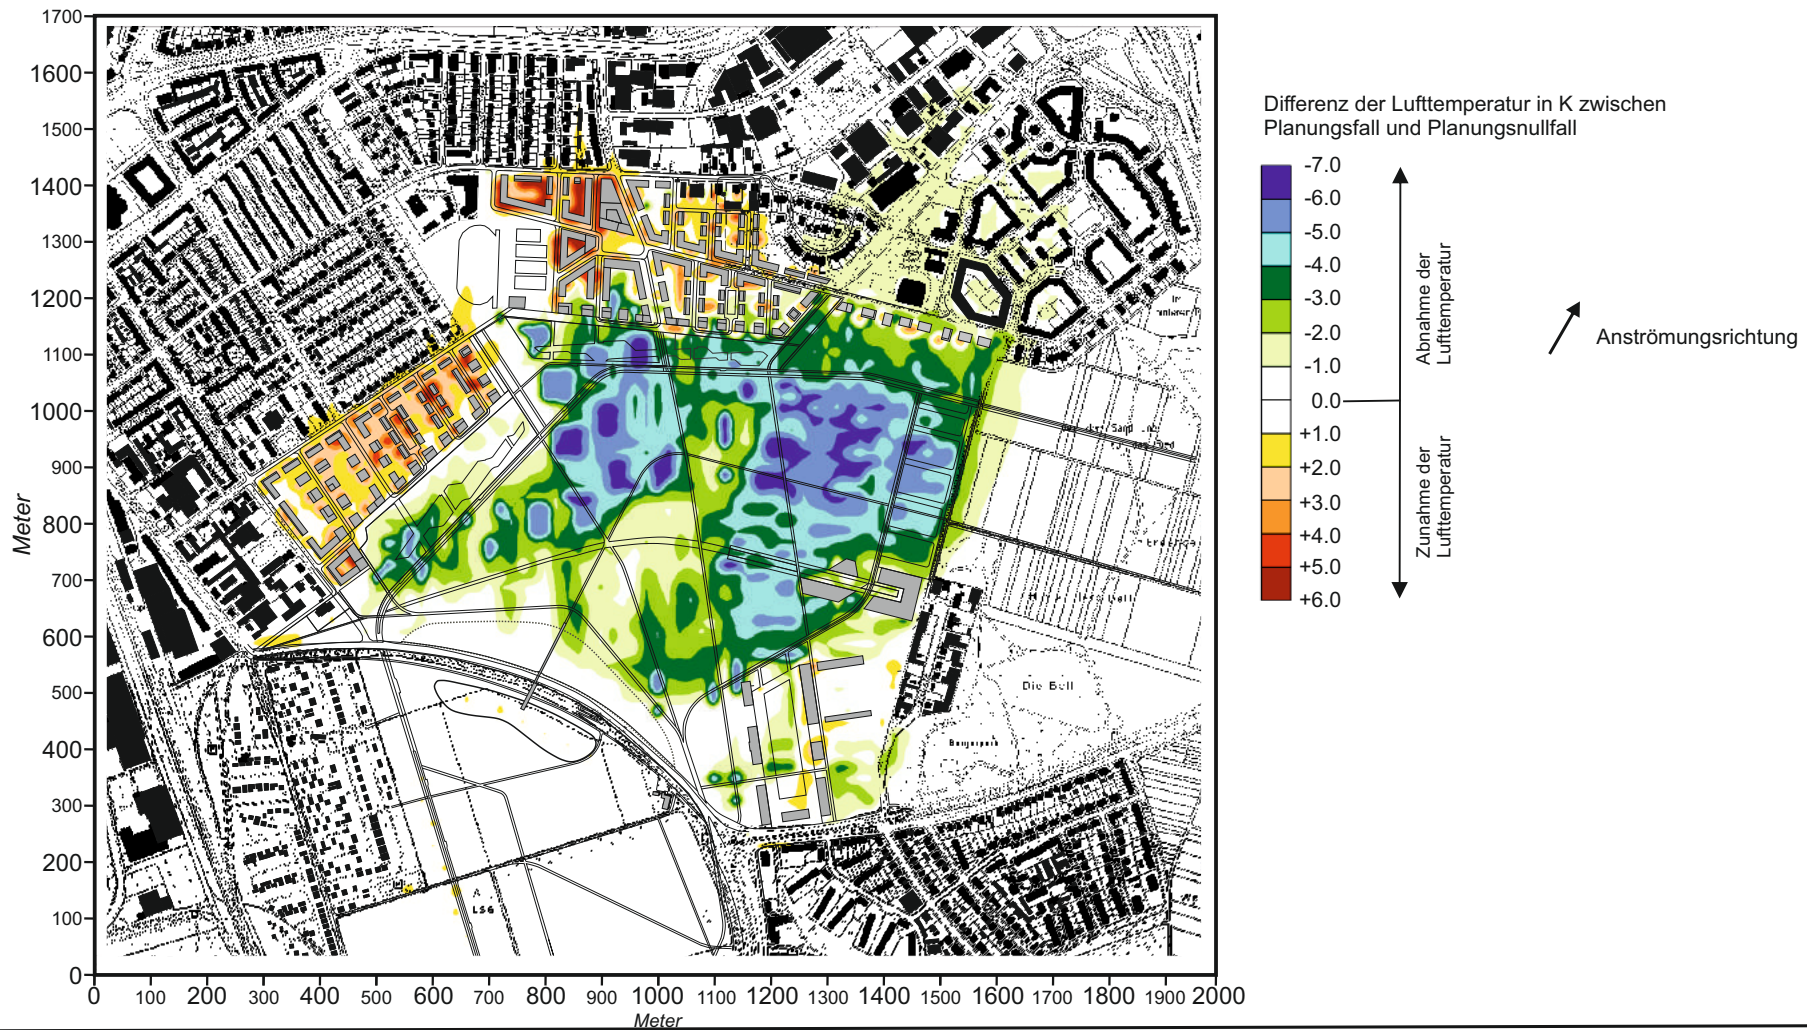 1700
1600
1500
1400
1300
1200
1100
1000
900
800
700
600
500
400
300
200
100
0
Meter
0 100 200 300 400 500 600 700 800 900 1000 1100 1200 1300 1400 1500 1600 1700 1800 1900 2000
Meter
Die Boll
LSG
Differenz der Lufttemperatur in K zwischen
Planungsfall und Planungsnullfall
-7.0
-6.0
-5.0
-4.0
-3.0
-2.0
-1.0
0.0
+1.0
+2.0
+3.0
+4.0
+5.0
+6.0
Abnahme der
Lufttemperatur
Zunahme der
Lufttemperatur
Anströmungsrichtung